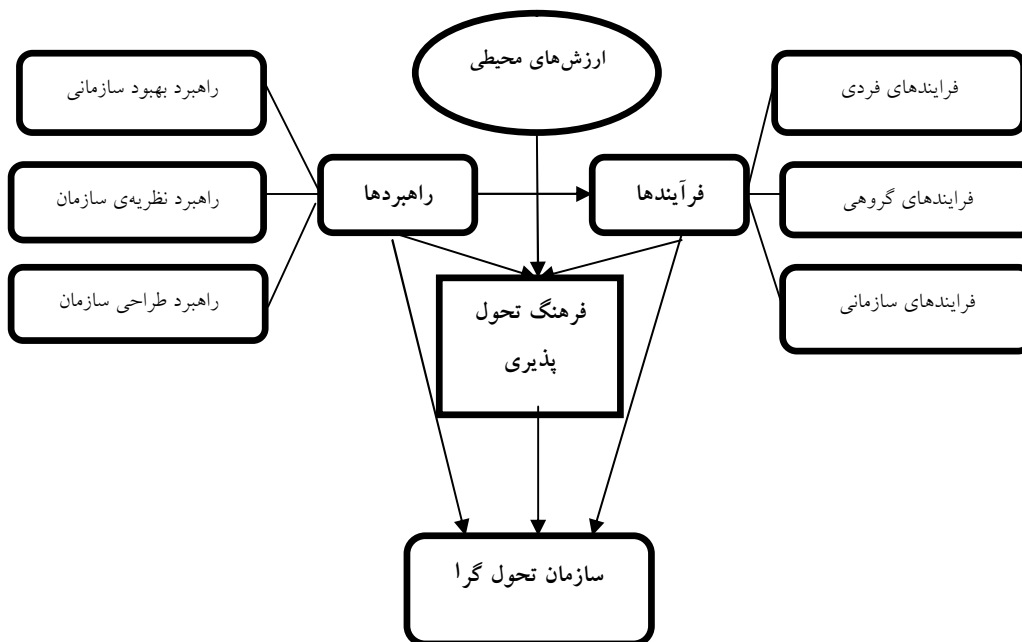 ارزش‌های محیطی
فرایندهای فردی
راهبرد بهبود سازمانی
فرآیندها
راهبردها
فرایندهای گروهی
راهبرد نظریه‌ی سازمان
فرایندهای سازمانی
راهبرد طراحی سازمان
فرهنگ تحول
پذیری
سازمان تحول گرا